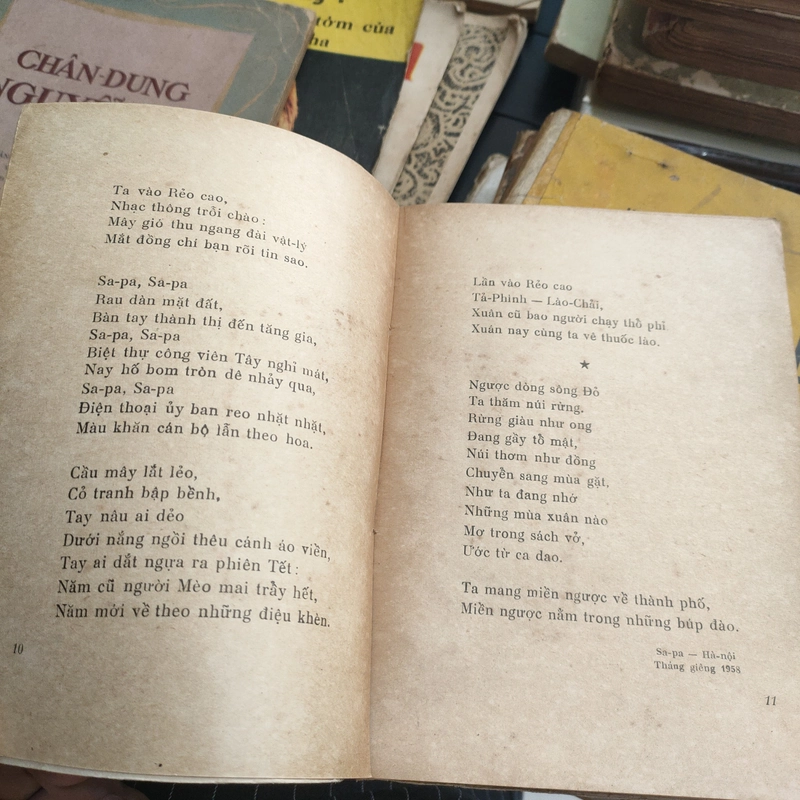 CHÂN-DUNG
tởm của
Ta vào Rẻo cao,
Nhạc thông trổi chào:
Mây gió thu ngang đài vật-lý
Mắt đồng chí bạn rõi tin sao.
Sa-pa, Sa-pa
Rau dàn mặt đất,
Bàn tay thành thị đến tăng gia,
Sa-pa, Sa-pa
Biệt thự công viên Tây nghỉ mát,
Nay hố bom tròn dê nhảy qua,
Sa-pa, Sa-pa
Điện thoại ủy ban reo nhặt nhặt,
Màu khăn cán bộ lẫn theo hoa.
Cầu mây lắt lẻo,
Cỏ tranh bập bềnh,
Tay nâu ai dẻo
Dưới nắng ngồi thêu cánh áo viền,
Tay ai dắt ngựa ra phiên Tết:
Năm cũ người Mèo mai trầy hết,
Năm mới về theo những điệu khèn.
10
Lần vào Rẻo cao
Tả-Phình — Lào-Chải,
Xuân cũ bao người chạy thổ phỉ
Xuân này cùng ta vê thuốc lào.
★
Ngược dòng sông Đỏ
Ta thăm núi rừng.
Rừng giàu như ong
Đang gầy tổ mật,
Núi thơm như đồng
Chuyển sang mùa gặt,
Như ta đang nhớ
Những mùa xuân nào
Mợ trong sách vở,
Ước từ ca dao.
Ta mang miền ngược về thành phố,
Miền ngược nằm trong những búp đào.
Sa-pa — Hà-nội
Tháng giêng 1958
11